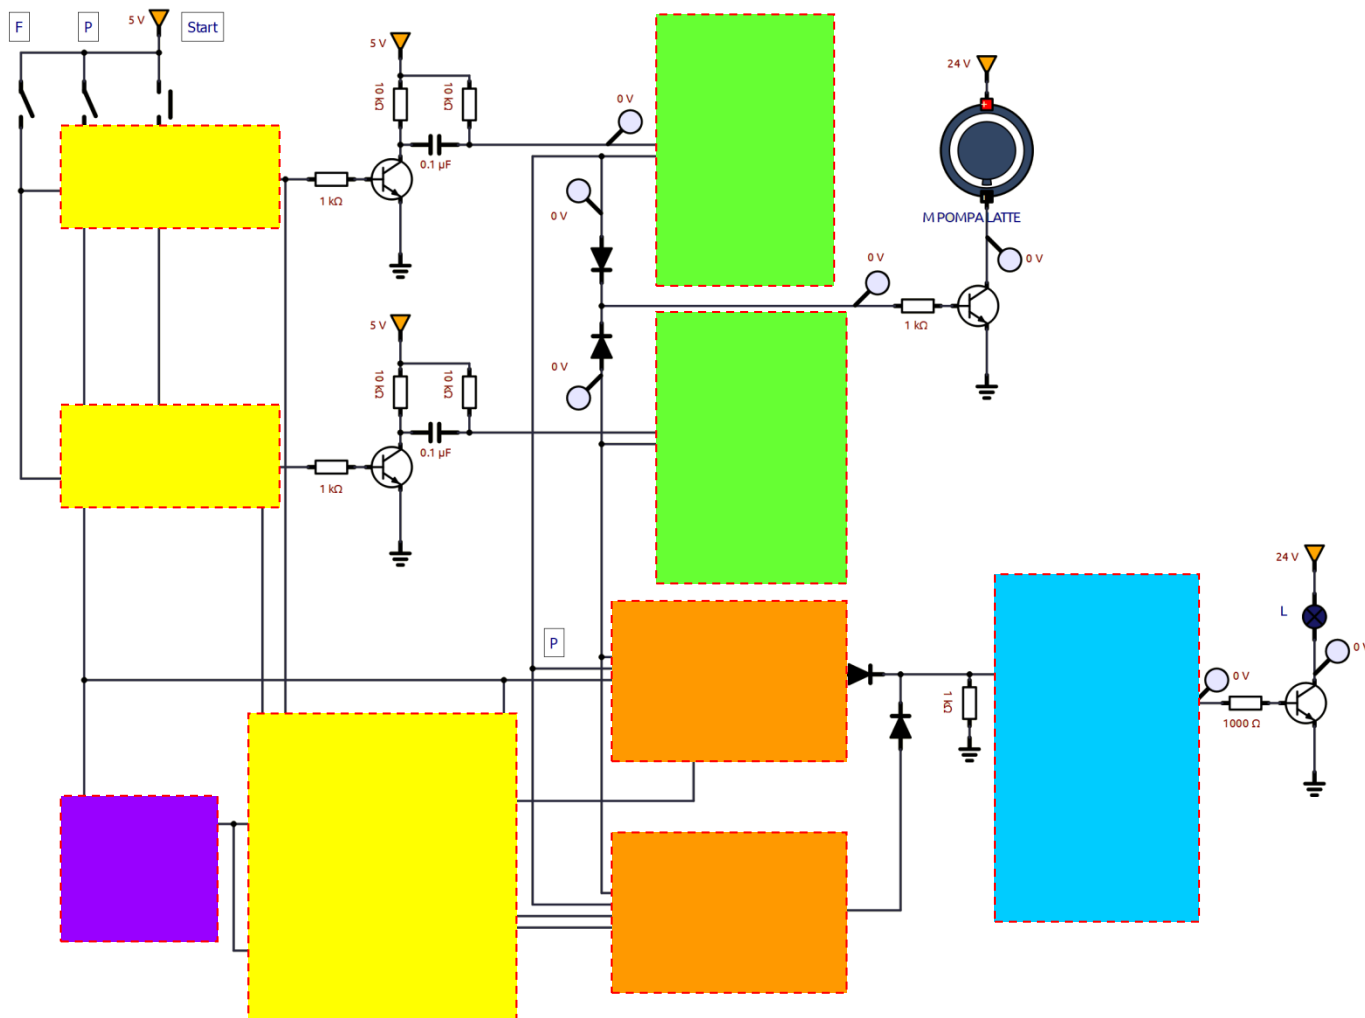 F
P
5 V
Start
5 V
10 kΩ
10 kΩ
0 V
24 V
0.1 µF
1 kΩ
0 V
M POMPA LATTE
0 V
0 V
5 V
1 kΩ
0 V
10 kΩ
10 kΩ
0.1 µF
1 kΩ
24 V
L
P
0 V
0 V
1 kΩ
1000 Ω